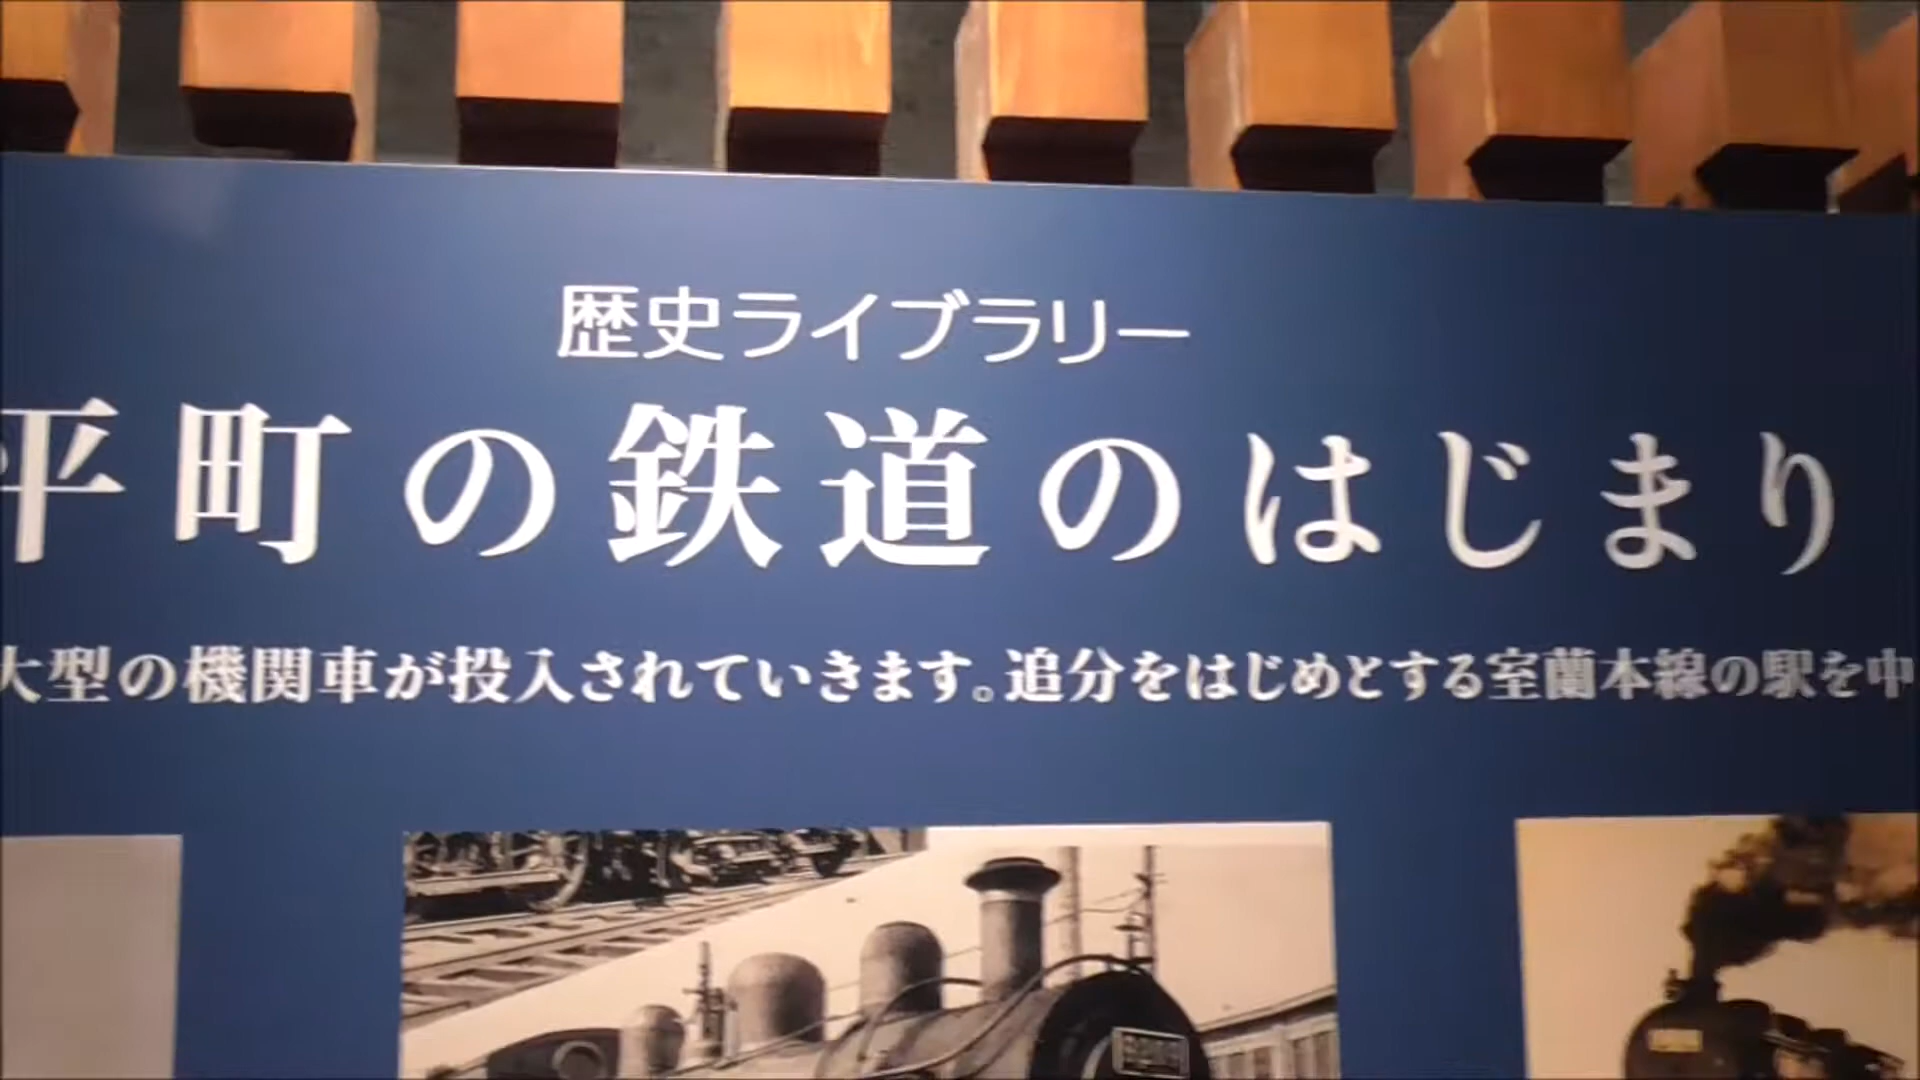 歴史ライブラリー
平町の鉄道のはじまり
大型の機関車が投入されていきます。追分をはじめとする室蘭本線の駅を中